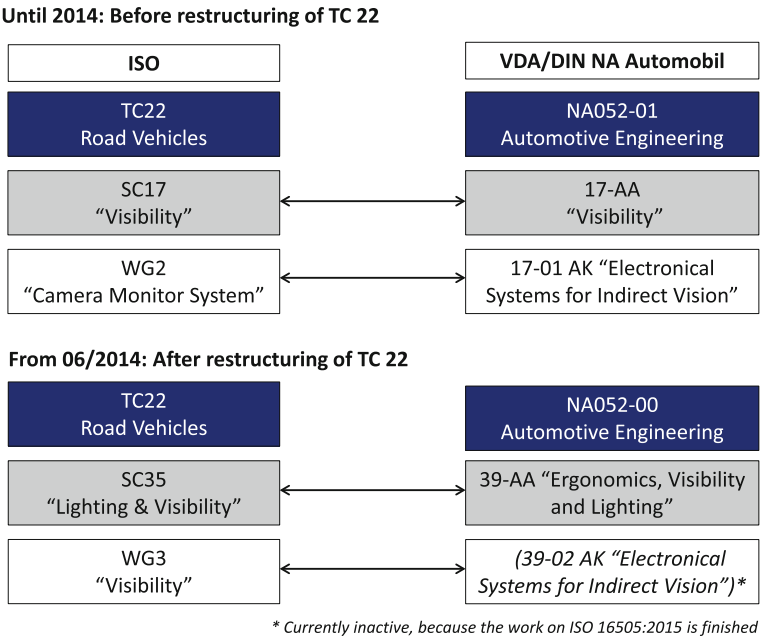 Until 2014: Before restructuring of TC 22
ISO
VDA/DIN NA Automobil
TC22
Road Vehicles
NA052-01
Automotive Engineering
SC17
“Visibility”
17-AA
“Visibility”
WG2
“Camera Monitor System”
17-01 AK “Electronical
Systems for Indirect Vision”
From 06/2014: After restructuring of TC 22
TC22
Road Vehicles
NA052-00
Automotive Engineering
SC35
“Lighting & Visibility”
39-AA “Ergonomics, Visibility
and Lighting”
WG3
“Visibility”
(39-02 AK “Electronical
Systems for Indirect Vision”)*
* Currently inactive, because the work on ISO 16505:2015 is finished